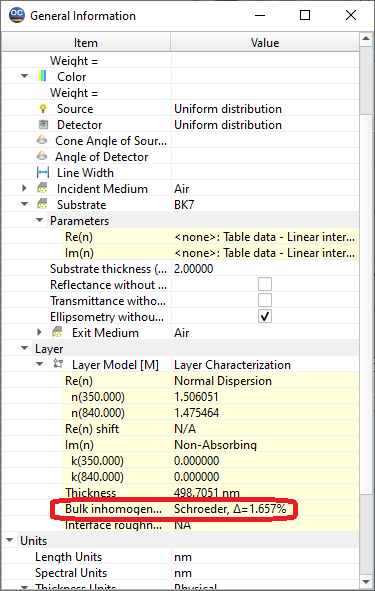 OC General Information
Item Value
Weight =
Color
Weight =
Source Uniform distribution
Detector Uniform distribution
Cone Angle of Sour...
Angle of Detector
Line Width
Incident Medium Air
Substrate BK7
Parameters
Re(n) <none>: Table data - Linear inter...
Im(n) <none>: Table data - Linear inter...
Substrate thickness (... 2.00000
Reflectance without ...
Transmittance witho...
Ellipsometry withou...
Exit Medium Air
Layer
Layer Model [M] Layer Characterization
Re(n) Normal Dispersion
n(350.000) 1.506051
n(840.000) 1.475464
Re(n) shift N/A
Im(n) Non-Absorbing
k(350.000) 0.000000
k(840.000) 0.000000
Thickness 498.7051 nm
Bulk inhomogen... Schroeder, Δ=1.657%
Interface roughn... NA
Units
Length Units nm
Spectral Units nm
Thickness Units Physical